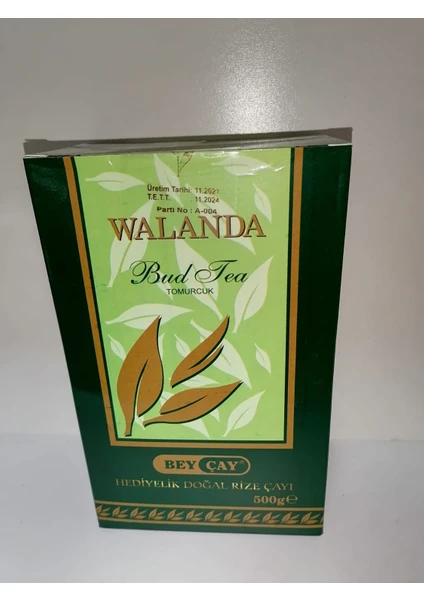 Üretim Tarihi: 11.2021
T.E.T.T. : 11.2024
Parti No : A-004
WALANDA
Bud Tea
TOMURCUK
BEY ÇAY
HEDİYELİK DOĞAL RİZE ÇAYI
500g℮